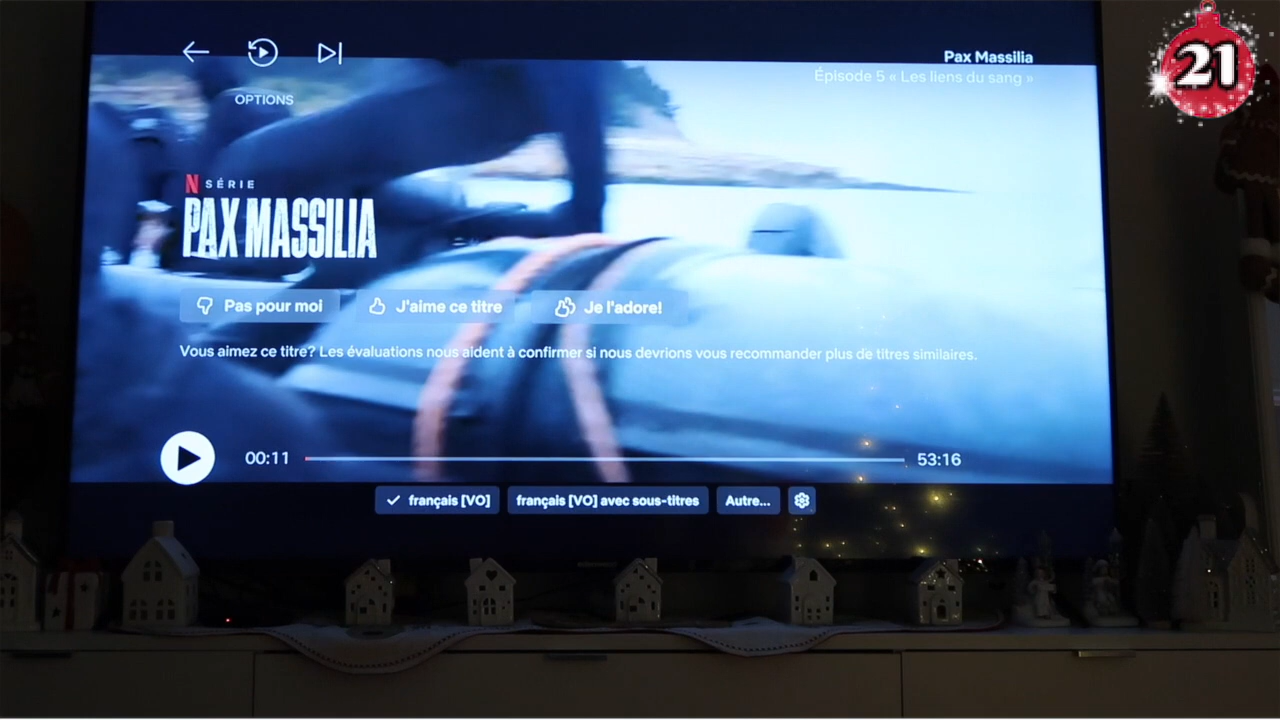 21
Pax Massilia
Épisode 5 « Les liens du sang »
OPTIONS
N SÉRIE
PAX MASSILIA
Pas pour moi
J'aime ce titre
Je l'adore!
Vous aimez ce titre? Les évaluations nous aident à confirmer si nous devrions vous recommander plus de titres similaires.
00:11
53:16
français [VO]
français [VO] avec sous-titres
Autre...